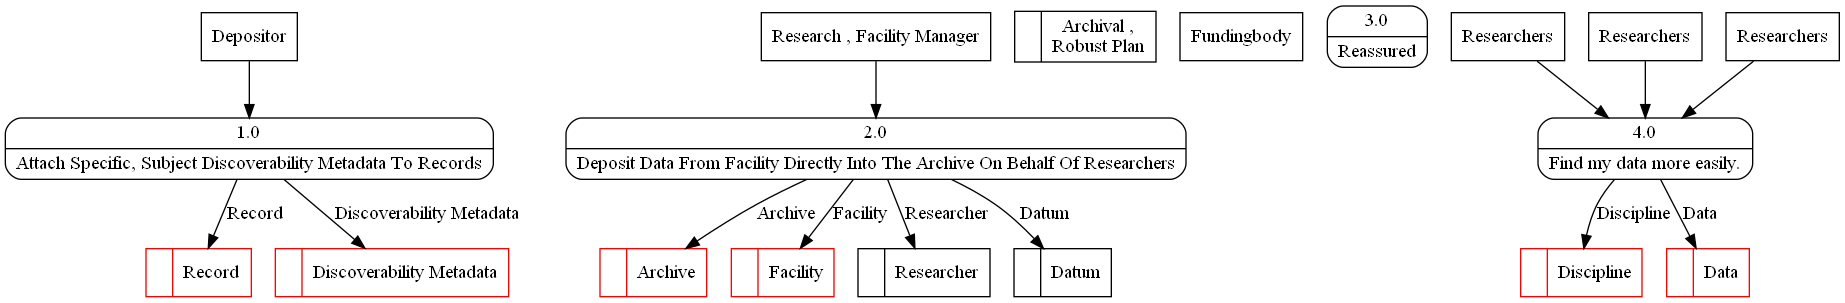 Depositor
Research , Facility Manager
Archival ,
Robust Plan
Fundingbody
3.0
Reassured
Researchers
Researchers
Researchers
1.0
Attach Specific, Subject Discoverability Metadata To Records
2.0
Deposit Data From Facility Directly Into The Archive On Behalf Of Researchers
4.0
Find my data more easily.
Record
Discoverability Metadata
Archive
Facility
Researcher
Datum
Discipline
Data
Record
Discoverability Metadata
Archive
Facility
Researcher
Datum
Discipline
Data